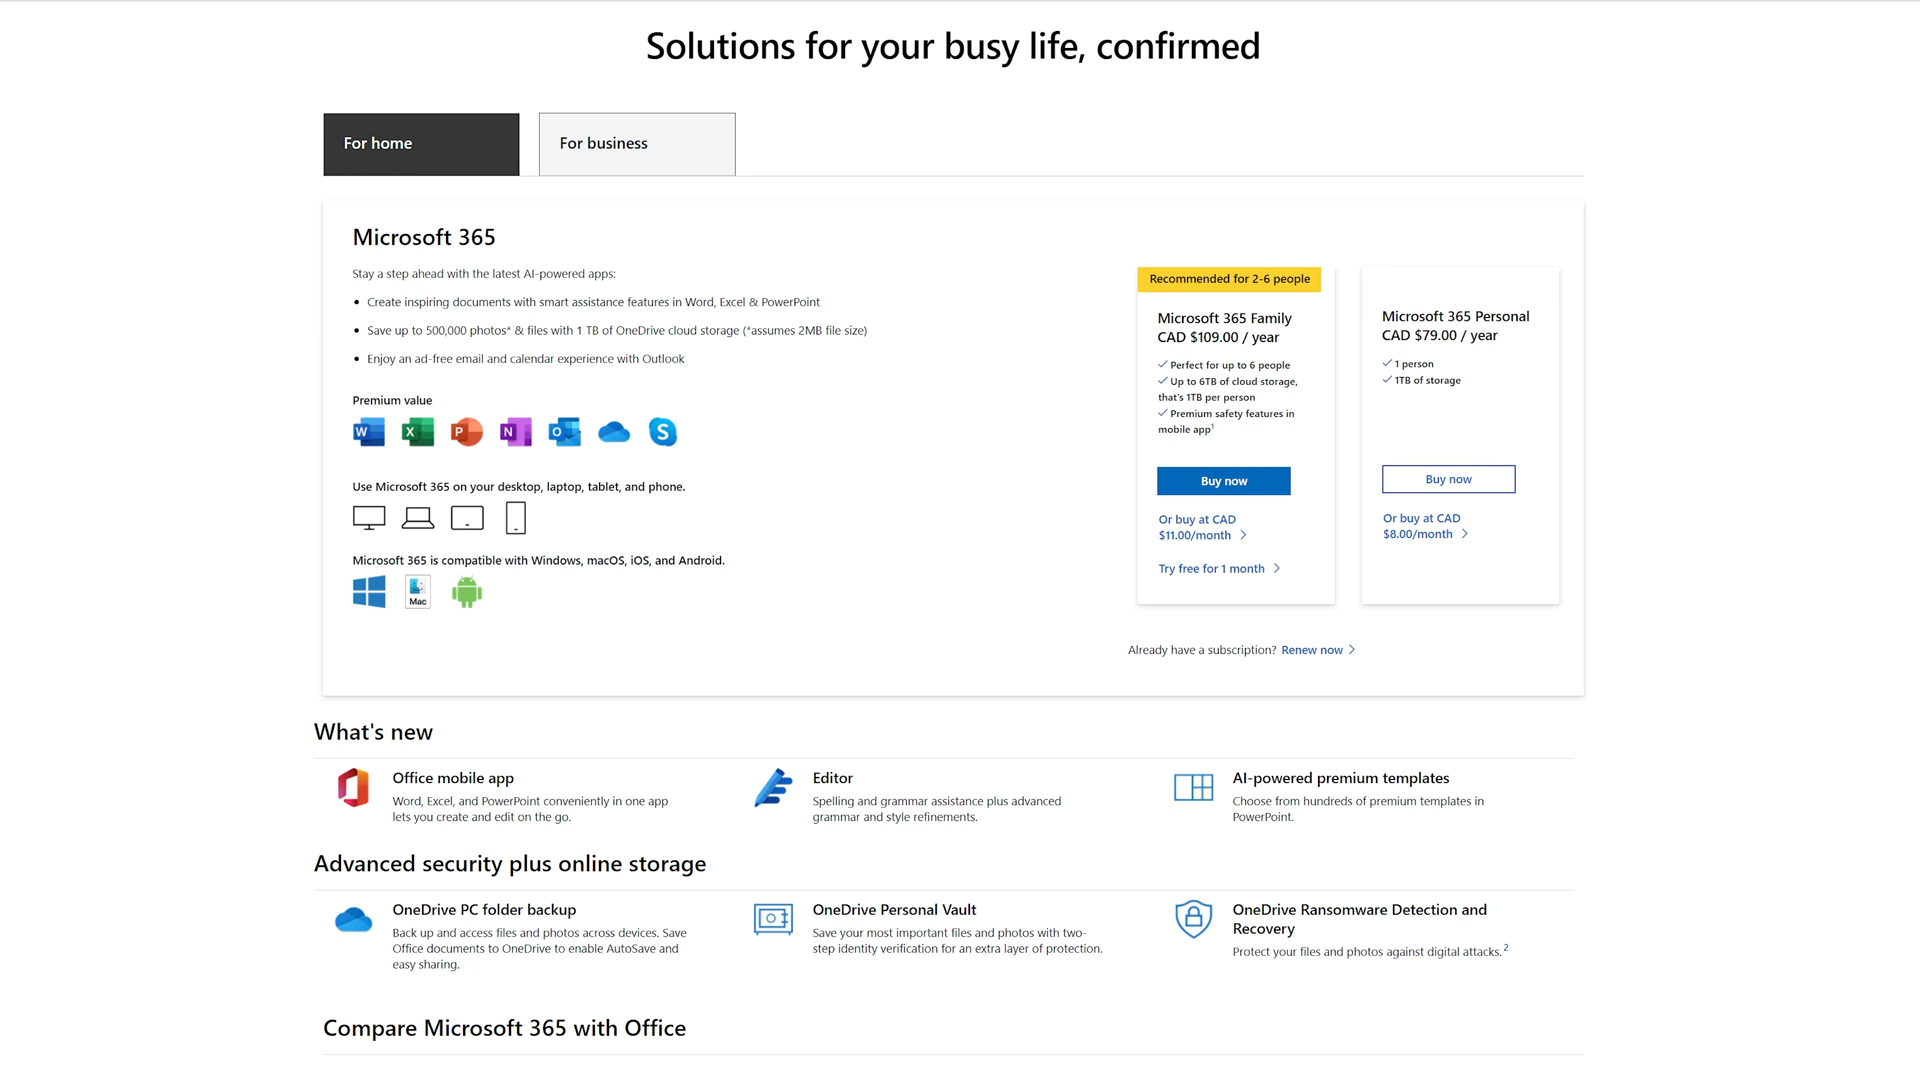 Solutions for your busy life, confirmed
For home
For business
Microsoft 365
Stay a step ahead with the latest AI-powered apps:
• Create inspiring documents with smart assistance features in Word, Excel & PowerPoint
• Save up to 500,000 photos* & files with 1 TB of OneDrive cloud storage (*assumes 2MB file size)
• Enjoy an ad-free email and calendar experience with Outlook
Premium value
W X P N O S
Use Microsoft 365 on your desktop, laptop, tablet, and phone.
Microsoft 365 is compatible with Windows, macOS, iOS, and Android.
Mac
Recommended for 2-6 people
Microsoft 365 Family
CAD $109.00 / year
Perfect for up to 6 people
Up to 6TB of cloud storage,
that's 1TB per person
Premium safety features in
mobile app¹
Buy now
Or buy at CAD
$11.00/month
Try free for 1 month
Microsoft 365 Personal
CAD $79.00 / year
1 person
1TB of storage
Buy now
Or buy at CAD
$8.00/month
Already have a subscription? Renew now
What's new
Office mobile app
Word, Excel, and PowerPoint conveniently in one app
lets you create and edit on the go.
Editor
Spelling and grammar assistance plus advanced
grammar and style refinements.
AI-powered premium templates
Choose from hundreds of premium templates in
PowerPoint.
Advanced security plus online storage
OneDrive PC folder backup
Back up and access files and photos across devices. Save
Office documents to OneDrive to enable AutoSave and
easy sharing.
OneDrive Personal Vault
Save your most important files and photos with two-
step identity verification for an extra layer of protection.
OneDrive Ransomware Detection and
Recovery
Protect your files and photos against digital attacks.²
Compare Microsoft 365 with Office